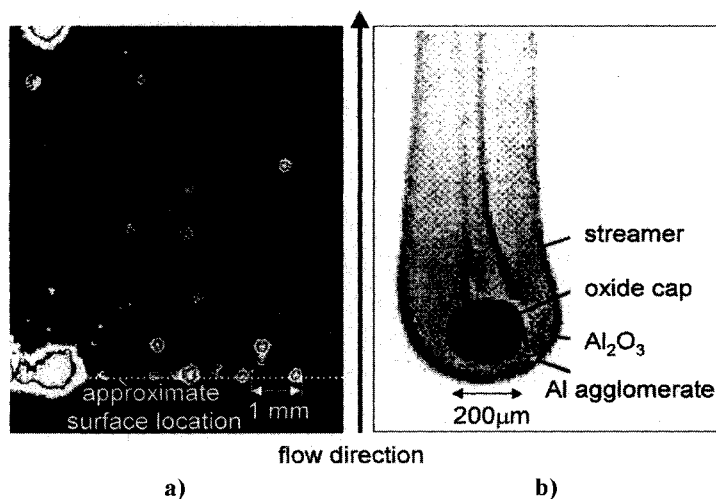 approximate
surface location
1 mm
streamer
oxide cap
Al₂O₃
Al agglomerate
200μm
flow direction
a)
b)